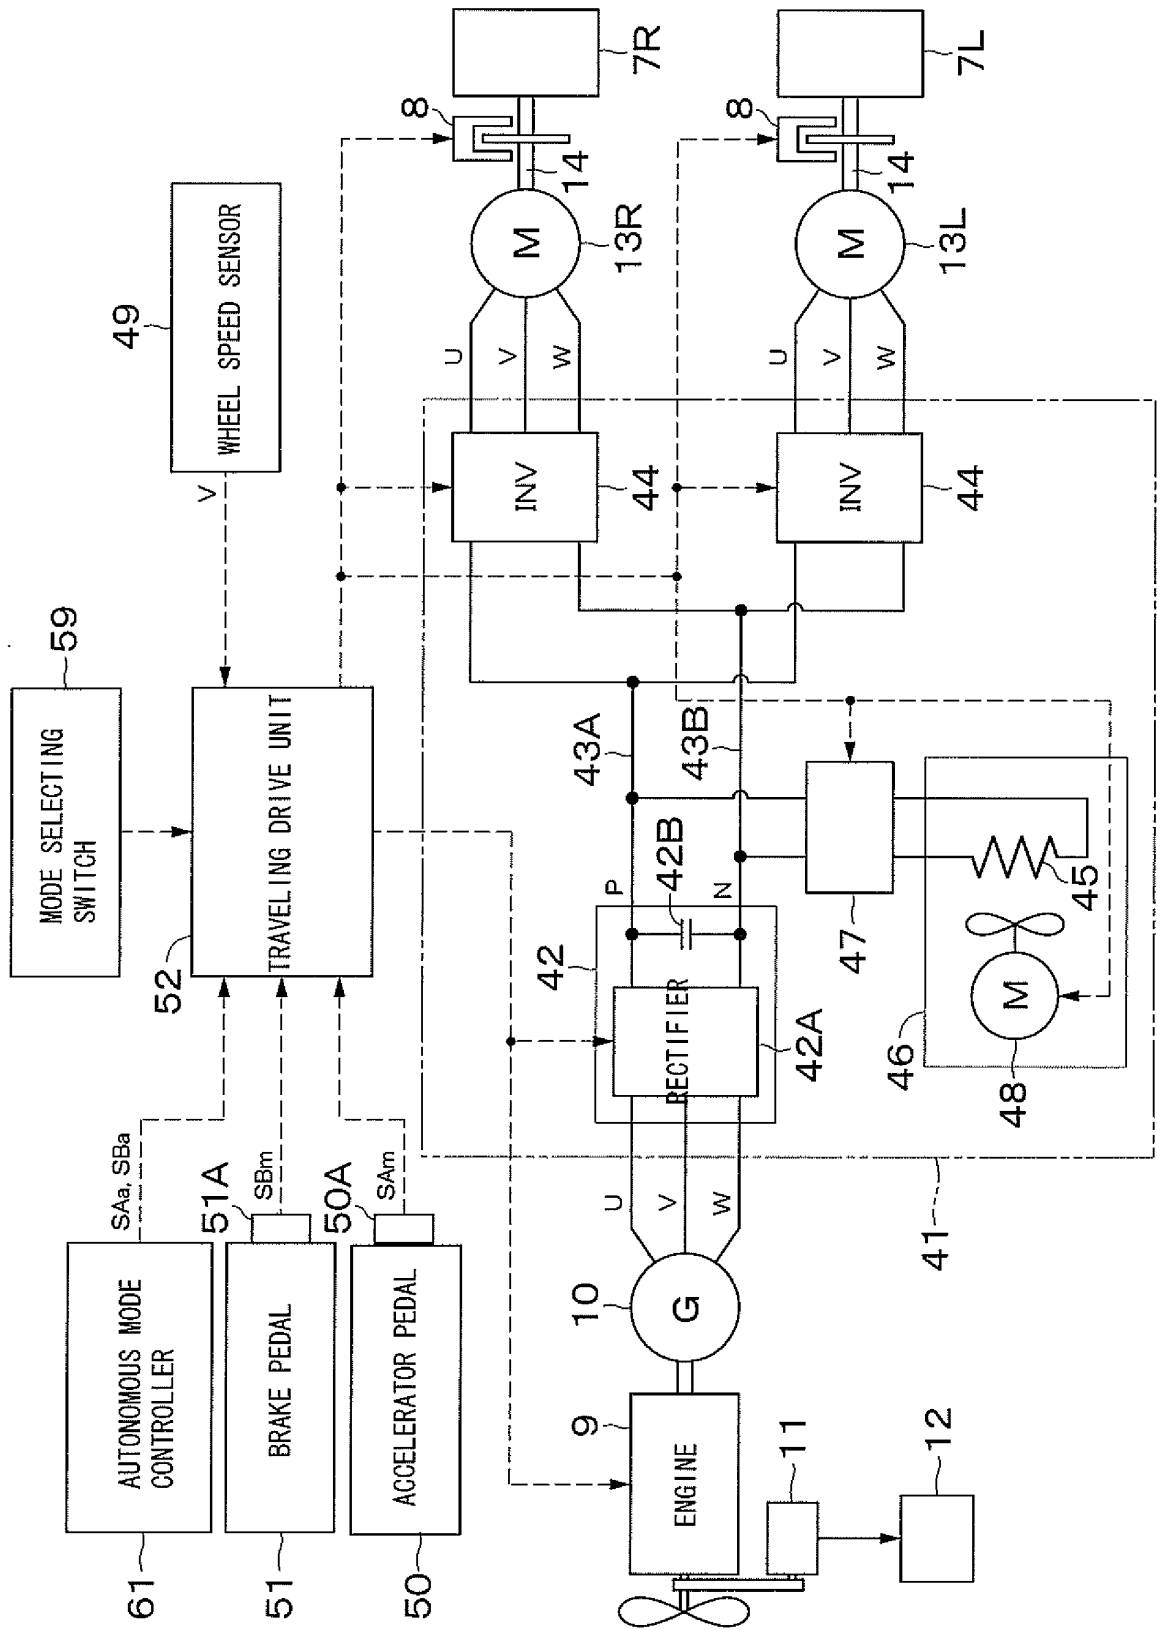 61
AUTONOMOUS MODE
CONTROLLER
SAa, SBa
51
BRAKE PEDAL
51A
SBm
50
ACCELERATOR PEDAL
50A
SAm
59
MODE SELECTING
SWITCH
52
TRAVELING DRIVE UNIT
49
WHEEL SPEED SENSOR
V
9
ENGINE
11
12
10
G
U
V
W
41
42
RECTIFIER
42A
42B
P
N
43A
43B
47
45
46
M
48
INV
44
U
V
W
M
13R
14
8
7R
INV
44
U
V
W
M
13L
14
8
7L